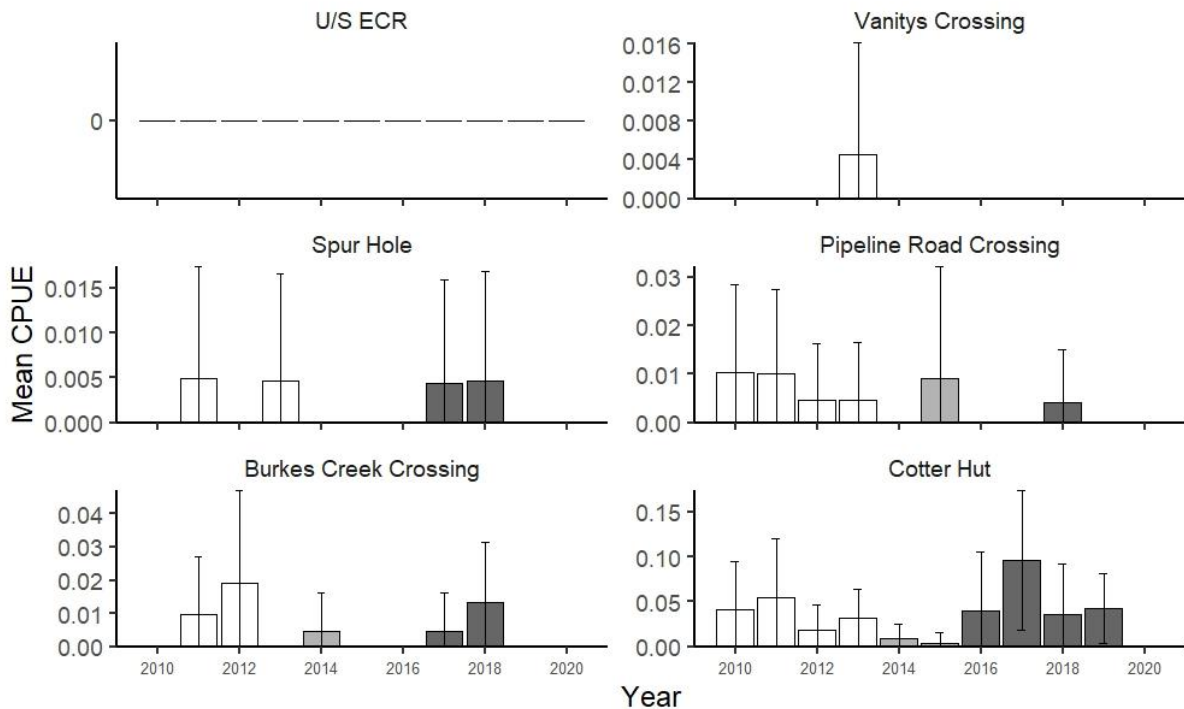 U/S ECR
0
Vanitys Crossing
0.016
0.012
0.008
0.004
0.000
Mean CPUE
Spur Hole
0.015
0.010
0.005
0.000
Pipeline Road Crossing
0.03
0.02
0.01
0.00
Burkes Creek Crossing
0.04
0.03
0.02
0.01
0.00
2010 2012 2014 2016 2018 2020
Cotter Hut
0.15
0.10
0.05
0.00
2010 2012 2014 2016 2018 2020
Year